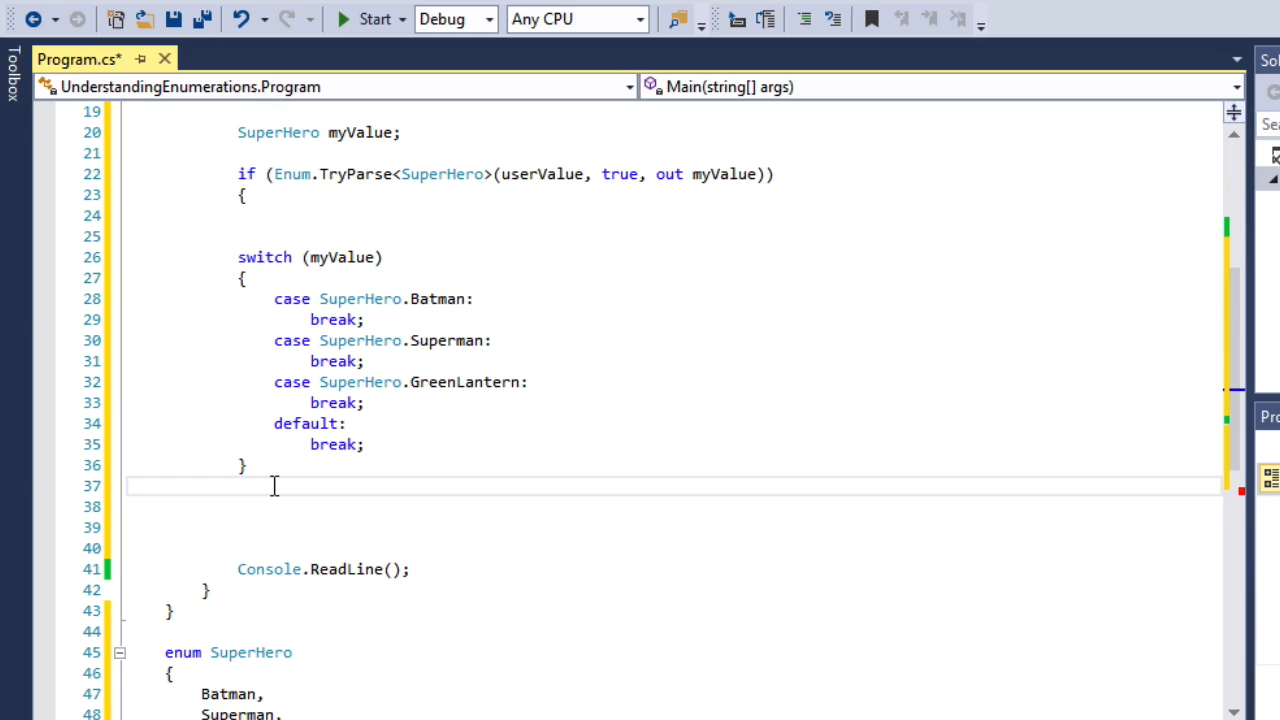 Start Debug Any CPU
Toolbox
Program.cs*
UnderstandingEnumerations.Program Main(string[] args)
19
20 SuperHero myValue;
21
22 if (Enum.TryParse<SuperHero>(userValue, true, out myValue))
23 {
24
25
26 switch (myValue)
27 {
28 case SuperHero.Batman:
29 break;
30 case SuperHero.Superman:
31 break;
32 case SuperHero.GreenLantern:
33 break;
34 default:
35 break;
36 }
37
38
39
40
41 Console.ReadLine();
42 }
43 }
44
45 enum SuperHero
46 {
47 Batman,
48 Superman,
Sol
Sea
Pro